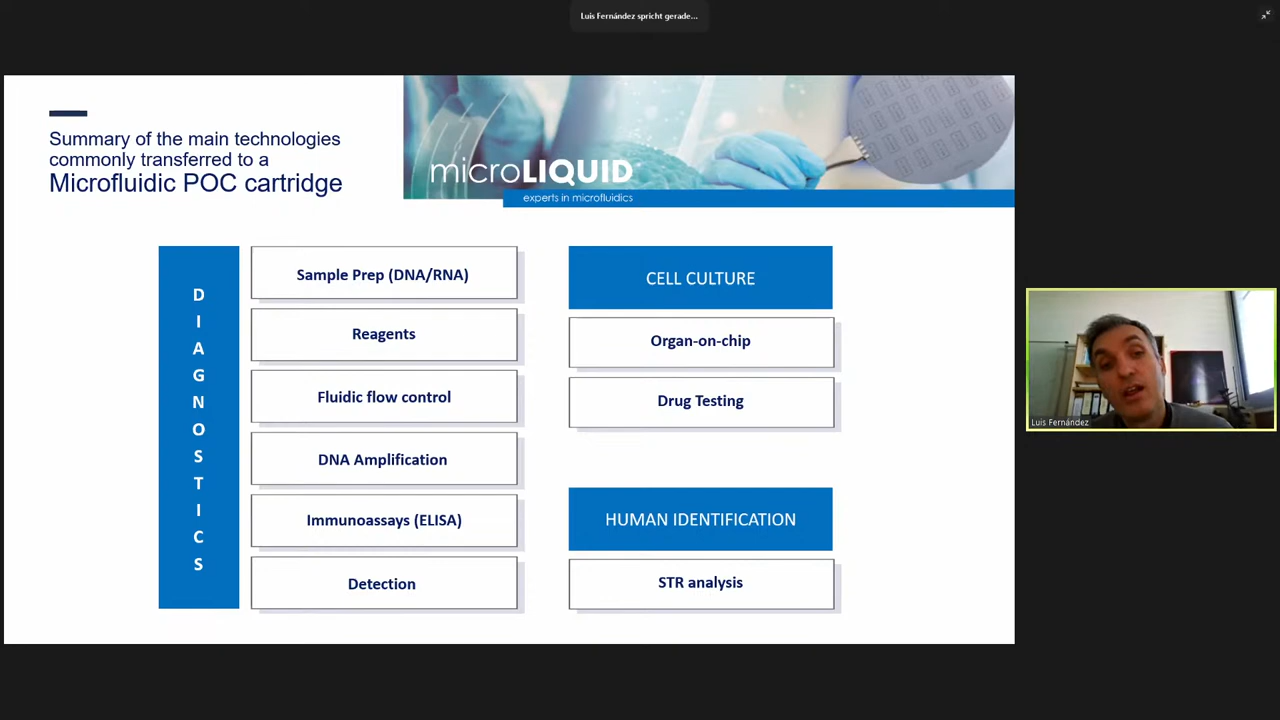 Luis Fernández spricht gerade...
Summary of the main technologies
commonly transferred to a
Microfluidic POC cartridge
microLIQUID
experts in microfluidics
DIAGNOSTICS
Sample Prep (DNA/RNA)
Reagents
Fluidic flow control
DNA Amplification
Immunoassays (ELISA)
Detection
CELL CULTURE
Organ-on-chip
Drug Testing
HUMAN IDENTIFICATION
STR analysis
Luis Fernández